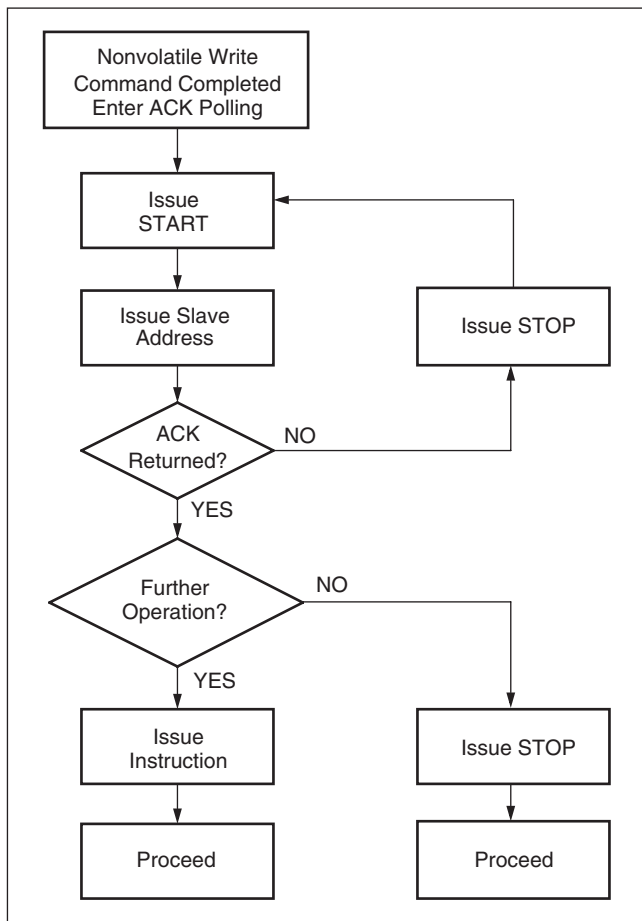 Nonvolatile Write
Command Completed
Enter ACK Polling
Issue
START
Issue Slave
Address
Issue STOP
ACK
Returned?
NO
YES
Further
Operation?
NO
YES
Issue
Instruction
Issue STOP
Proceed
Proceed